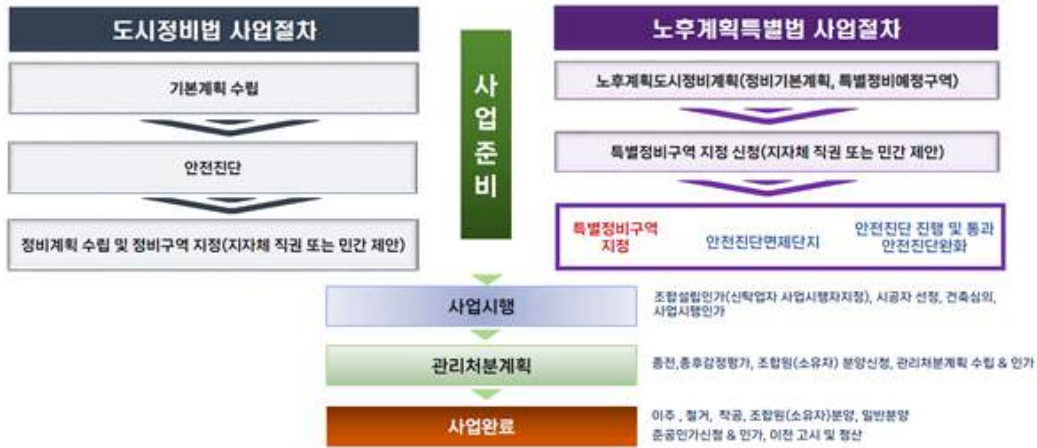 도시정비법 사업절차
기본계획 수립
안전진단
정비계획 수립 및 정비구역 지정(지자체 직권 또는 민간 제안)
사업준비
노후계획특별법 사업절차
노후계획도시정비계획(정비기본계획, 특별정비예정구역)
특별정비구역 지정 신청(지자체 직권 또는 민간 제안)
특별정비구역
지정
안전진단면제단지
안전진단 진행 및 통과
안전진단완화
사업시행
조합설립인가(신탁업자 사업시행자지정), 시공자 선정, 건축심의,
사업시행인가
관리처분계획
종전,종후감정평가, 조합원(소유자) 분양신청, 관리처분계획 수립 & 인가
사업완료
이주 , 철거, 착공, 조합원(소유자)분양, 일반분양
준공인가신청 & 인가, 이전 고시 및 청산